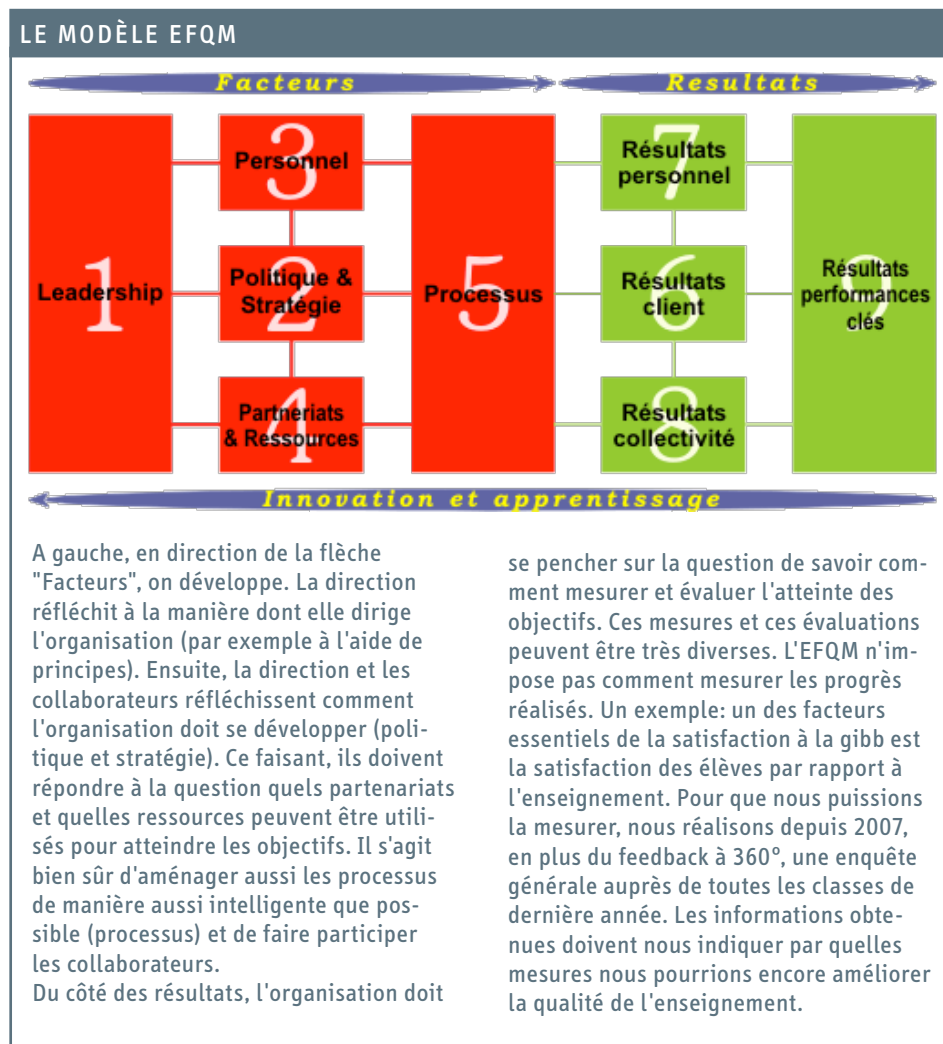 LE MODÈLE EFQM
Facteurs
Resultats
1
Leadership
3
Personnel
2
Politique &
Stratégie
4
Partneriats
& Ressources
5
Processus
7
Résultats
personnel
6
Résultats
client
8
Résultats
collectivité
9
Résultats
performances
clés
Innovation et apprentissage
A gauche, en direction de la flèche
"Facteurs", on développe. La direction
réfléchit à la manière dont elle dirige
l'organisation (par exemple à l'aide de
principes). Ensuite, la direction et les
collaborateurs réfléchissent comment
l'organisation doit se développer (poli-
tique et stratégie). Ce faisant, ils doivent
répondre à la question quels partenariats
et quelles ressources peuvent être utili-
sés pour atteindre les objectifs. Il s'agit
bien sûr d'aménager aussi les processus
de manière aussi intelligente que pos-
sible (processus) et de faire participer
les collaborateurs.
Du côté des résultats, l'organisation doit
se pencher sur la question de savoir com-
ment mesurer et évaluer l'atteinte des
objectifs. Ces mesures et ces évaluations
peuvent être très diverses. L'EFQM n'im-
pose pas comment mesurer les progrès
réalisés. Un exemple: un des facteurs
essentiels de la satisfaction à la gibb est
la satisfaction des élèves par rapport à
l'enseignement. Pour que nous puissions
la mesurer, nous réalisons depuis 2007,
en plus du feedback à 360°, une enquête
générale auprès de toutes les classes de
dernière année. Les informations obte-
nues doivent nous indiquer par quelles
mesures nous pourrions encore améliorer
la qualité de l'enseignement.